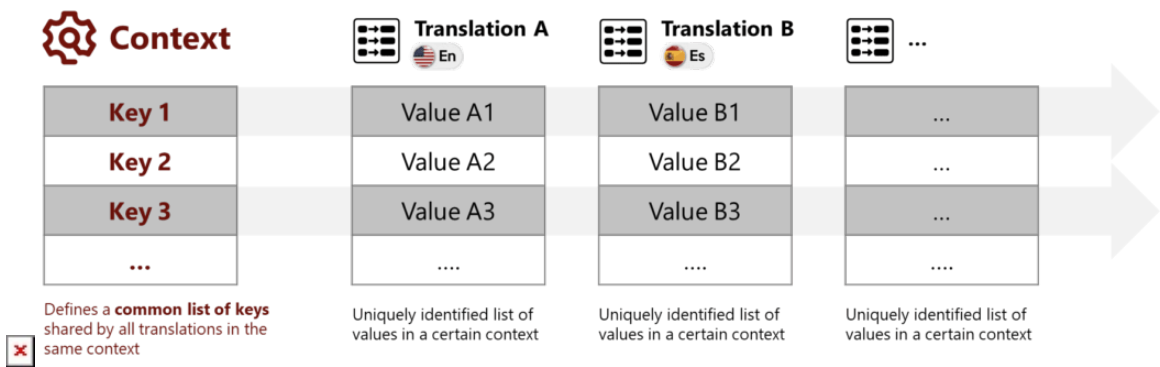 Context
Translation A
En
Translation B
Es
...
Key 1
Value A1
Value B1
...
Key 2
Value A2
Value B2
...
Key 3
Value A3
Value B3
...
...
....
....
....
Defines a common list of keys
shared by all translations in the
same context
Uniquely identified list of
values in a certain context
Uniquely identified list of
values in a certain context
Uniquely identified list of
values in a certain context